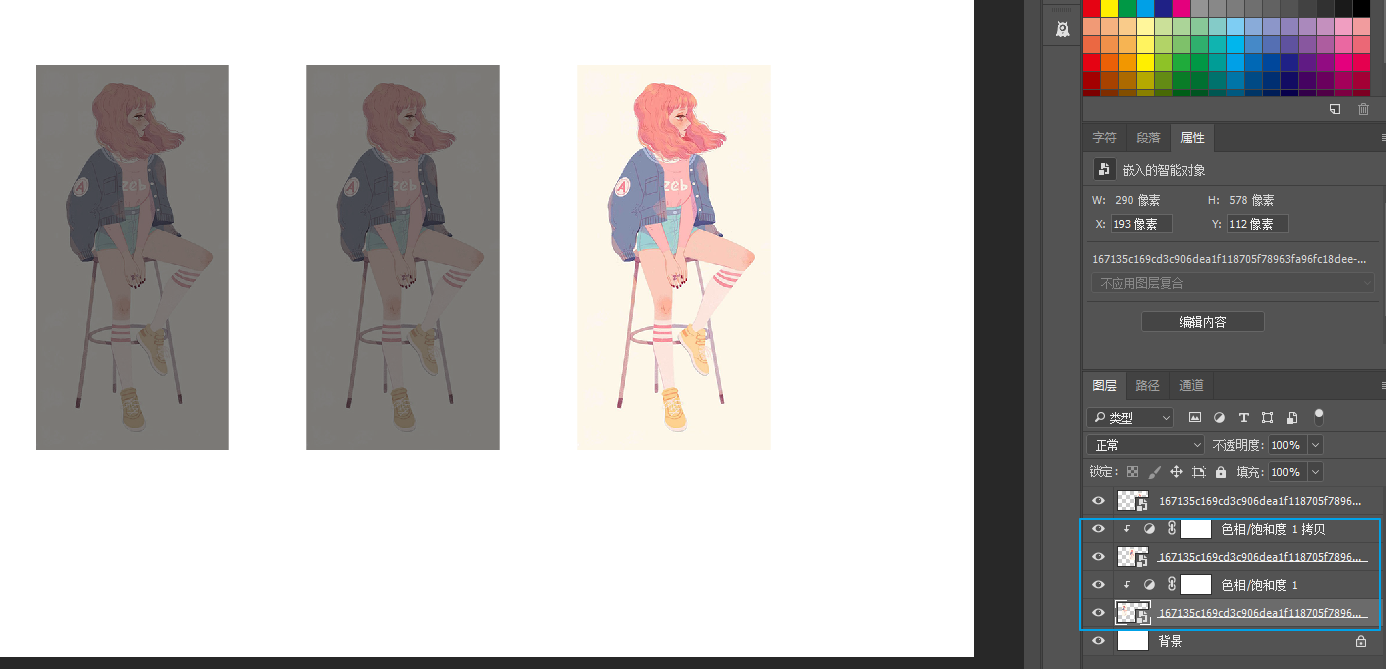 A
zeb
A
zeb
A
zeb
字符 段落 属性
嵌入的智能对象
W: 290 像素 H: 578 像素
X: 193 像素 Y: 112 像素
167135c169cd3c906dea1f118705f78963fa96fc18dee-...
不应用图层复合
编辑内容
图层 路径 通道
类型
正常 不透明度: 100%
锁定: 填充: 100%
167135c169cd3c906dea1f118705f7896...
色相/饱和度 1 拷贝
167135c169cd3c906dea1f118705f7896...
色相/饱和度 1
167135c169cd3c906dea1f118705f7896...
背景